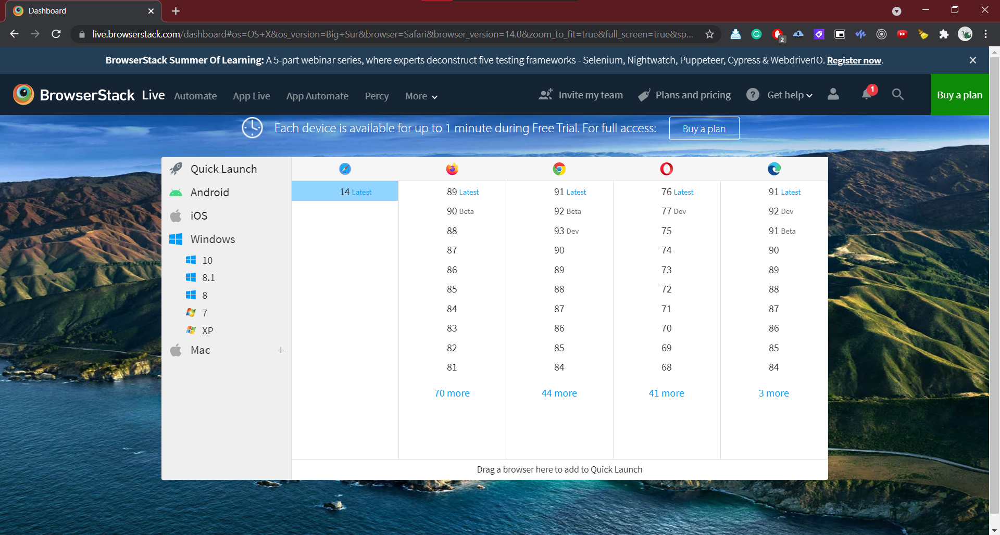 Dashboard
live.browserstack.com/dashboard#os=OS+X&os_version=Big+Sur&browser=Safari&browser_version=14.0&zoom_to_fit=true&full_screen=true&sp...
2
BrowserStack Summer Of Learning: A 5-part webinar series, where experts deconstruct five testing frameworks - Selenium, Nightwatch, Puppeteer, Cypress & WebdriverIO. Register now.
BrowserStack Live Automate App Live App Automate Percy More Invite my team Plans and pricing ? Get help 1 Buy a plan
Each device is available for up to 1 minute during Free Trial. For full access: Buy a plan
Quick Launch
Android
iOS
Windows
10
8.1
8
7
XP
Mac +
14 Latest 89 Latest 91 Latest 76 Latest 91 Latest
90 Beta 92 Beta 77 Dev 92 Dev
88 93 Dev 75 91 Beta
87 90 74 90
86 89 73 89
85 88 72 88
84 87 71 87
83 86 70 86
82 85 69 85
81 84 68 84
70 more 44 more 41 more 3 more
Drag a browser here to add to Quick Launch